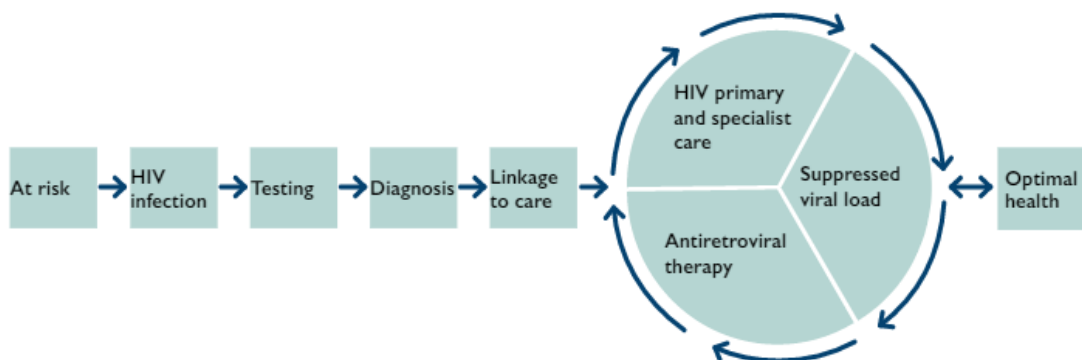 At risk
HIV
infection
Testing
Diagnosis
Linkage
to care
HIV primary
and specialist
care
Suppressed
viral load
Antiretroviral
therapy
Optimal
health